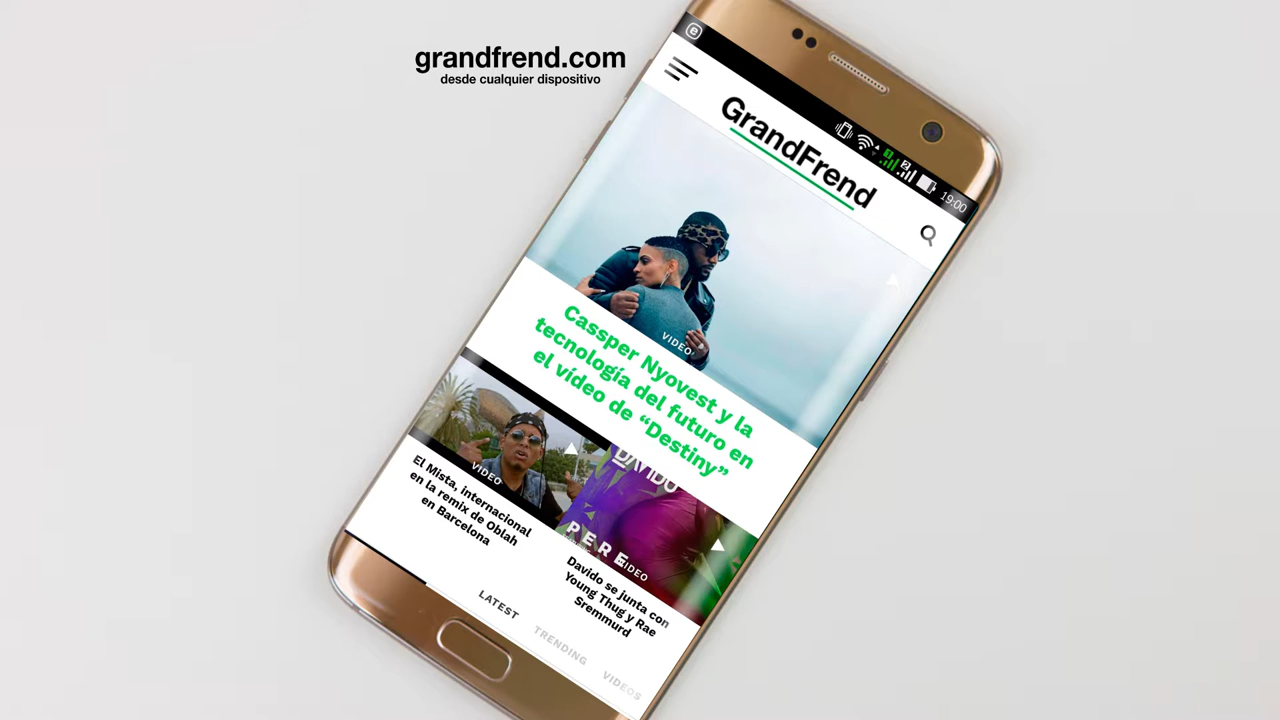 grandfrend.com
desde cualquier dispositivo
19:00
GrandFrend
VIDEO
Cassper Nyovest y la
tecnología del futuro en
el vídeo de “Destiny”
VIDEO
El Mista, internacional
en la remix de Oblah
en Barcelona
DAVIDO
PERE
VIDEO
Davido se junta con
Young Thug y Rae
Sremmurd
LATEST
TRENDING
VIDEOS